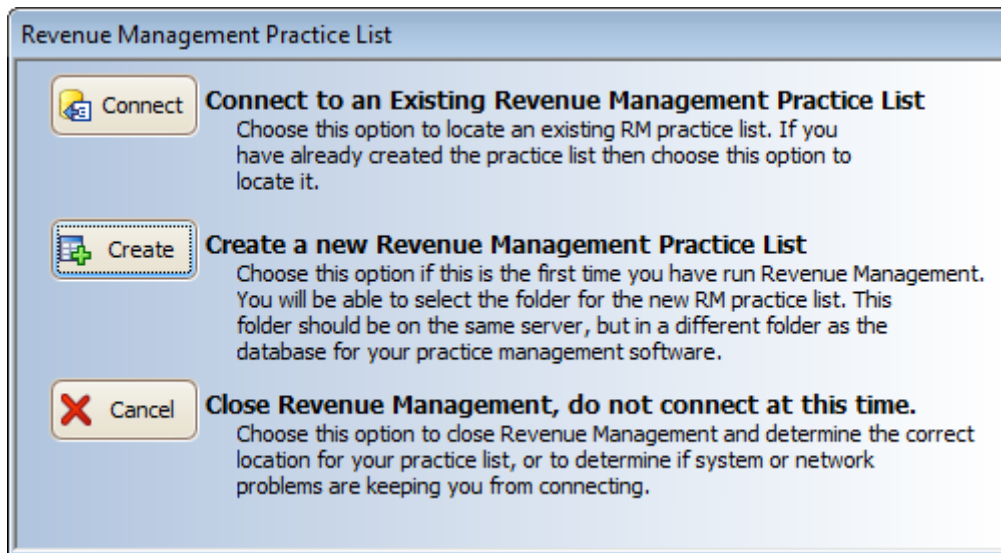 Revenue Management Practice List
Connect
Connect to an Existing Revenue Management Practice List
Choose this option to locate an existing RM practice list. If you
have already created the practice list then choose this option to
locate it.
Create
Create a new Revenue Management Practice List
Choose this option if this is the first time you have run Revenue Management.
You will be able to select the folder for the new RM practice list. This
folder should be on the same server, but in a different folder as the
database for your practice management software.
Cancel
Close Revenue Management, do not connect at this time.
Choose this option to close Revenue Management and determine the correct
location for your practice list, or to determine if system or network
problems are keeping you from connecting.